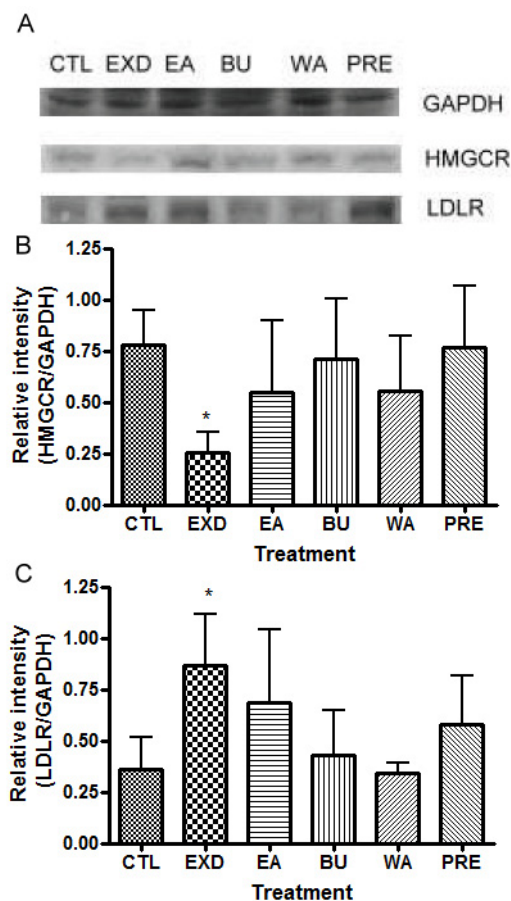 A
CTL EXD EA BU WA PRE
GAPDH
HMGCR
LDLR
B
Relative intensity
(HMGCR/GAPDH)
1.25
1.00
0.75
0.50
0.25
0.00
*
CTL EXD EA BU WA PRE
Treatment
C
Relative intensity
(LDLR/GAPDH)
1.25
1.00
0.75
0.50
0.25
0.00
*
CTL EXD EA BU WA PRE
Treatment